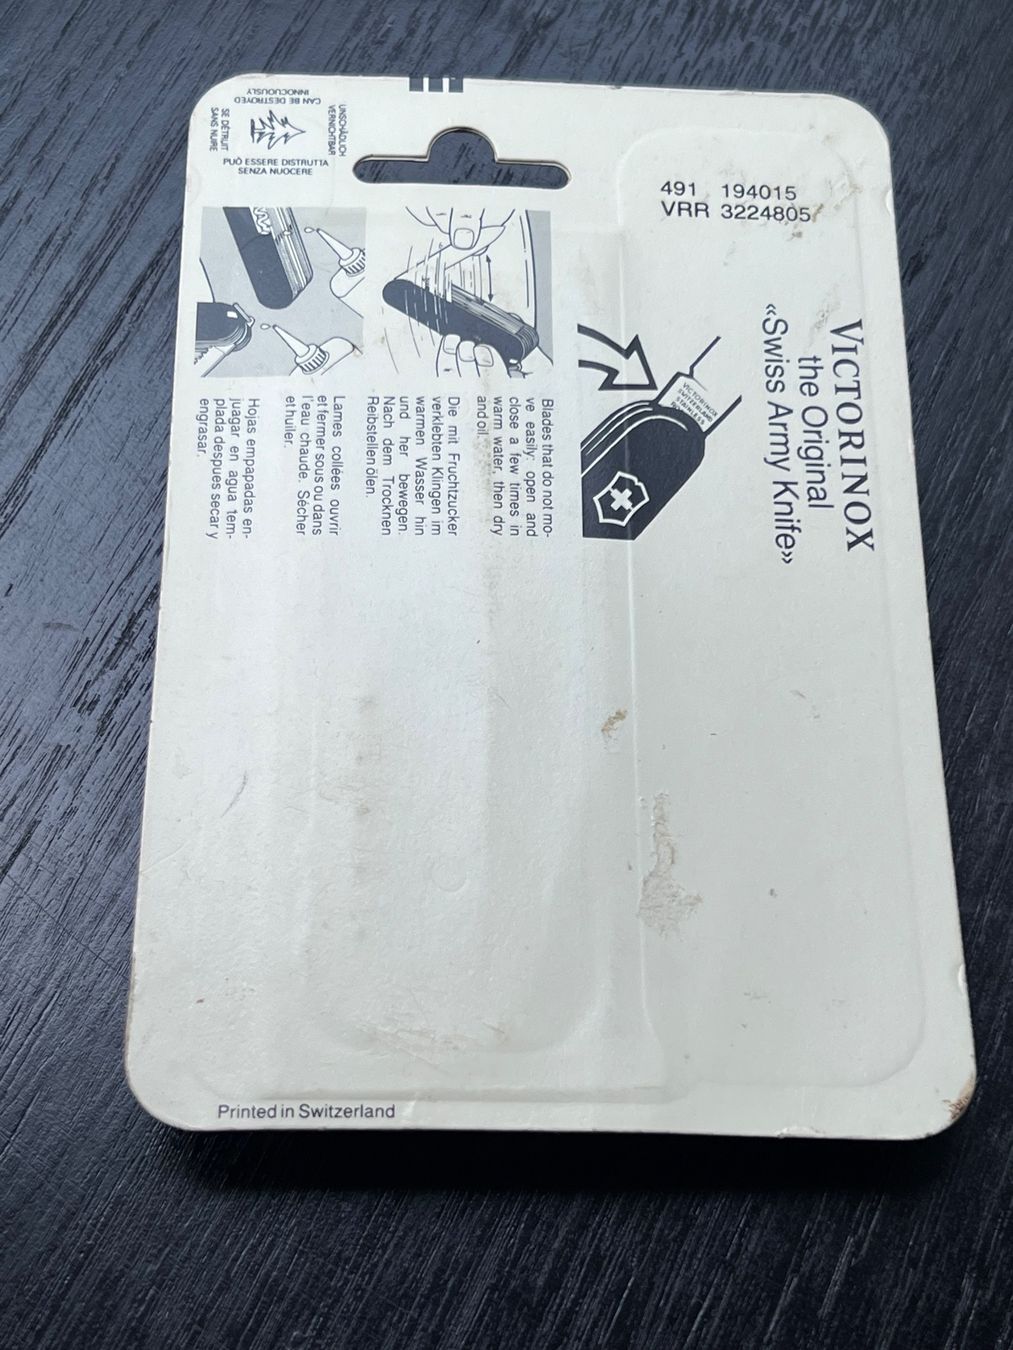 CAN BE DESTROYED
INNOCUOUSLY
SE DÉTRUIT
SANS NUIRE
UNSCHÄDLICH
VERNICHTBAR
PUÒ ESSERE DISTRUTTA
SENZA NUOCERE
491 194015
VRR 3224805
VICTORINOX
the Original
«Swiss Army Knife»
VICTORINOX
SWITZERLAND
STAINLESS
Blades that do not mo-
ve easily: open and
close a few times in
warm water, then dry
and oil.
Die mit Fruchtzucker
verklebten Klingen im
warmen Wasser hin
und her bewegen.
Nach dem Trocknen
Reibstellen ölen.
Lames collées ouvrir
et fermer sous ou dans
l'eau chaude. Sécher
et huiler.
Hojas empapadas en-
juagar en agua tem-
plada despues secar y
engrasar.
Printed in Switzerland